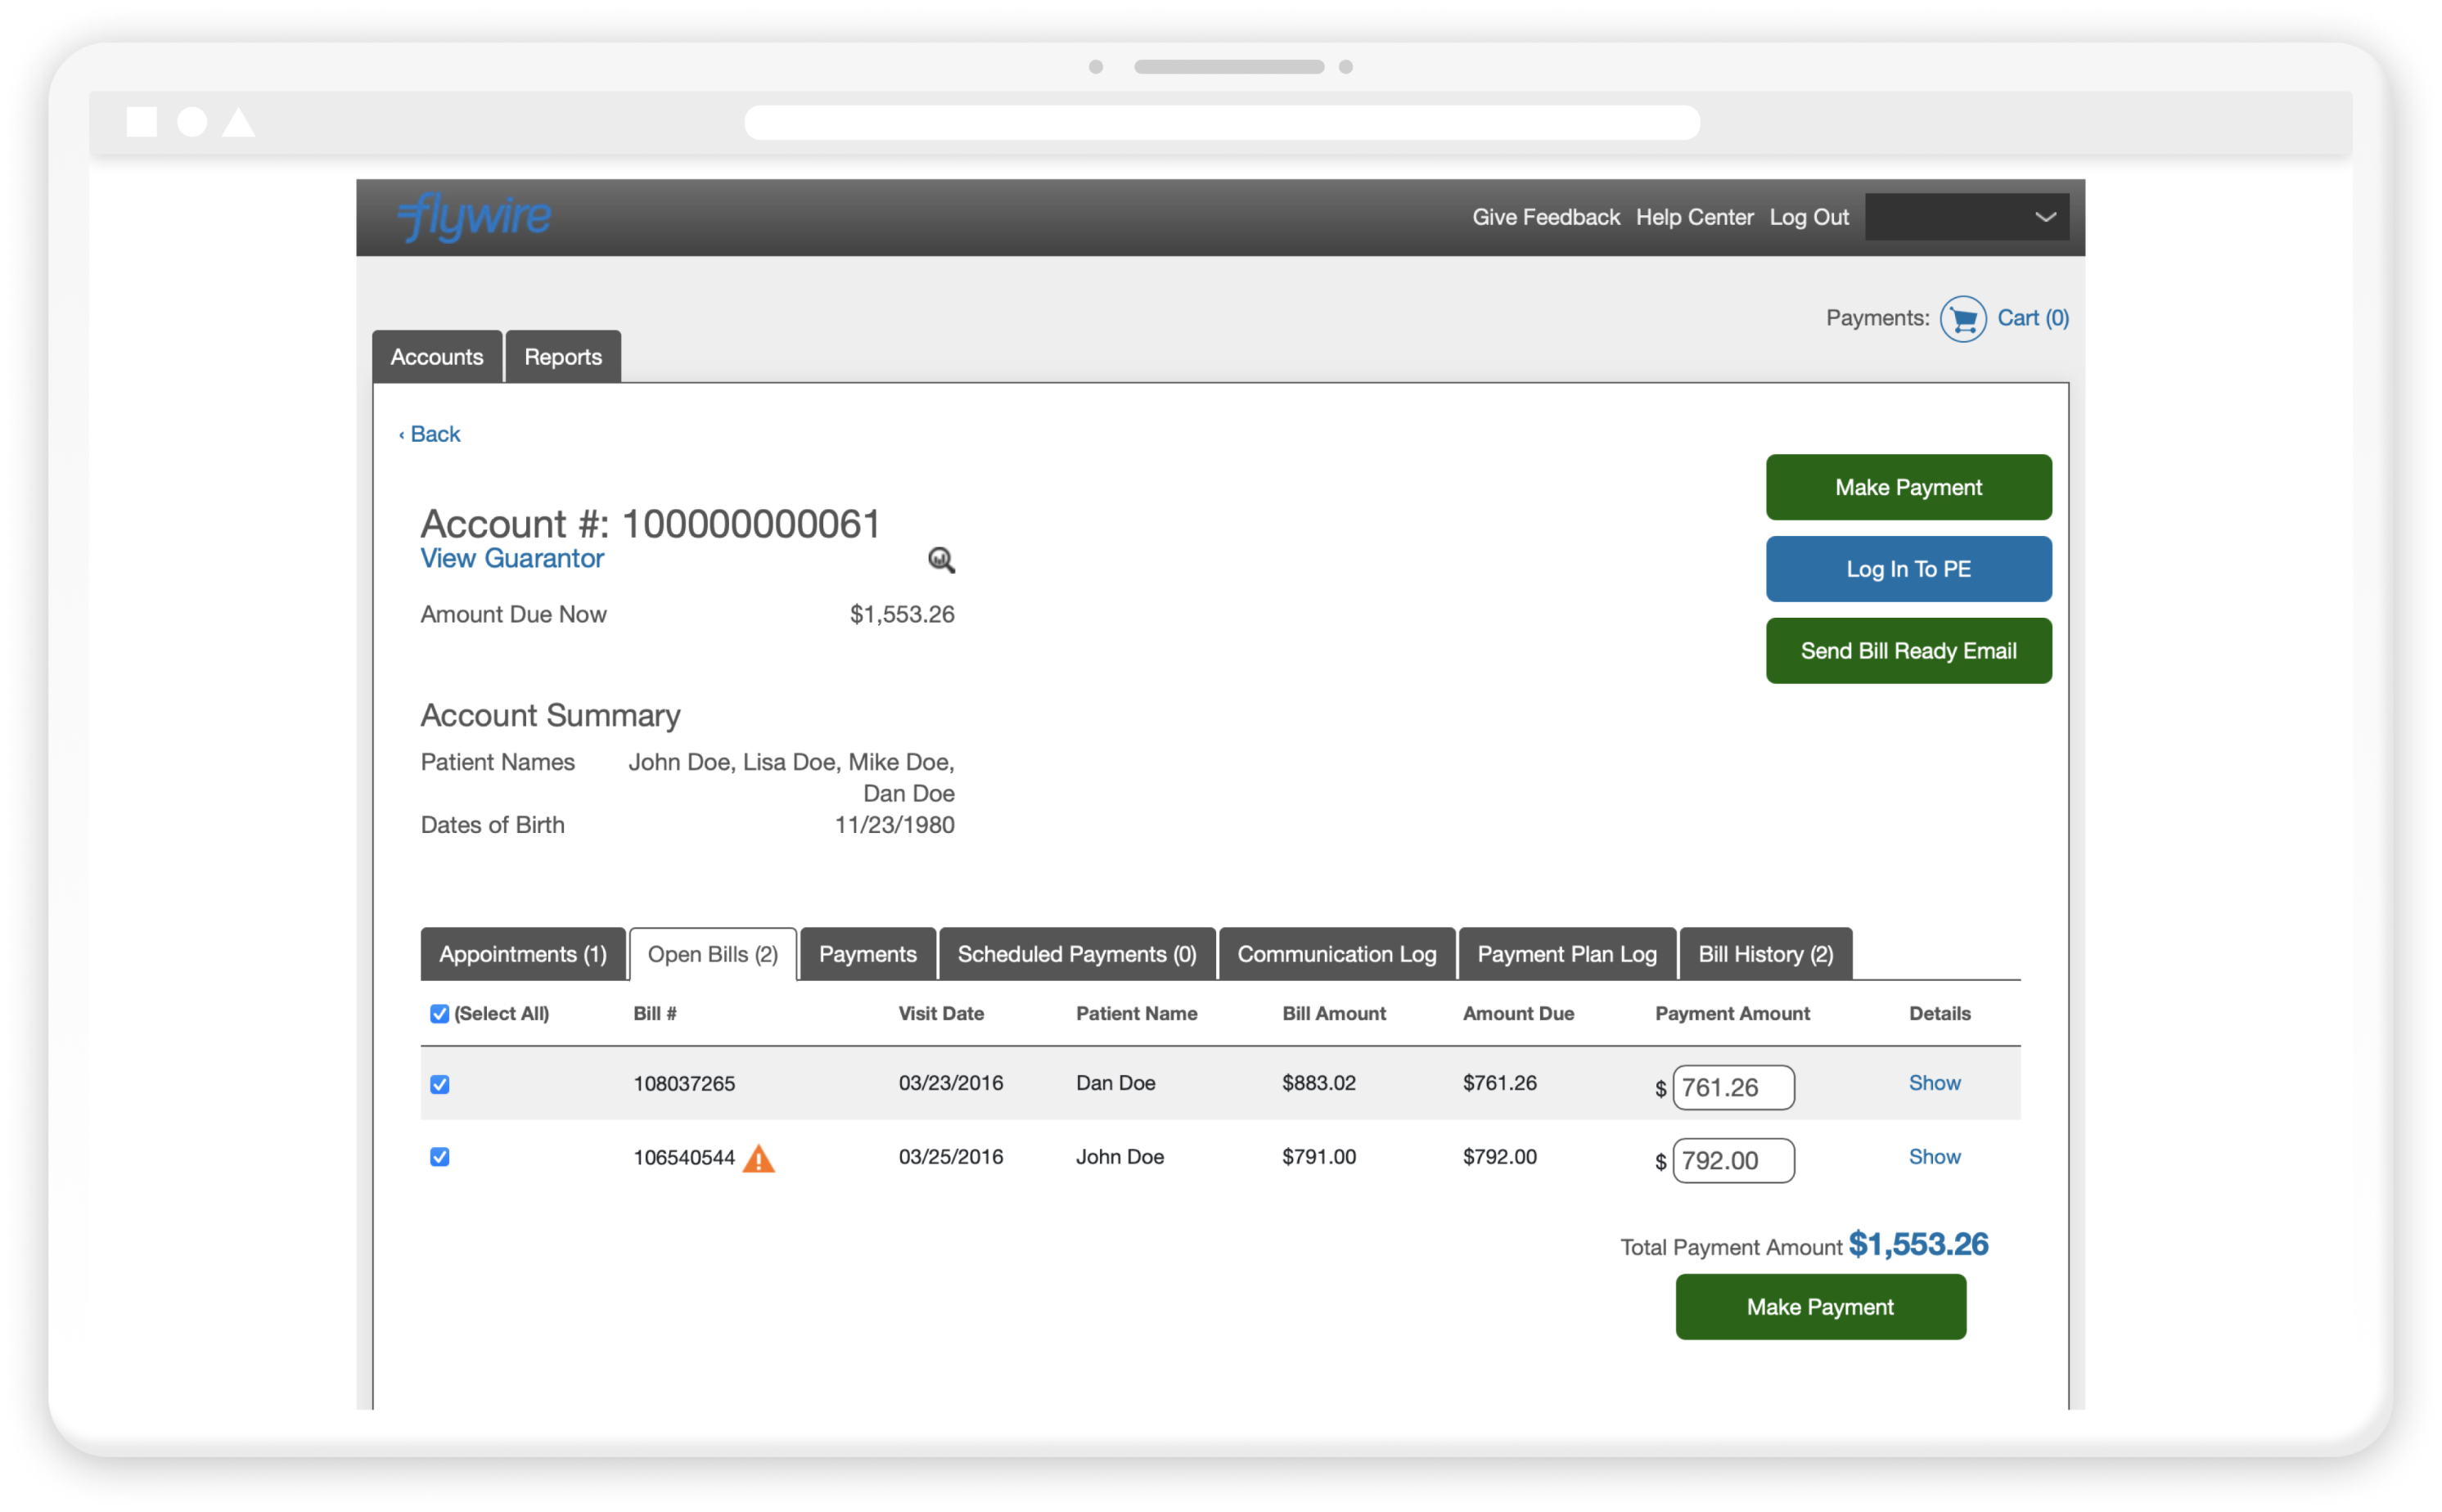 flywire
Give Feedback Help Center Log Out
Payments: Cart (0)
Accounts Reports
‹ Back
Make Payment
Account #: 100000000061
View Guarantor
Log In To PE
Amount Due Now $1,553.26
Send Bill Ready Email
Account Summary
Patient Names John Doe, Lisa Doe, Mike Doe,
Dan Doe
Dates of Birth 11/23/1980
Appointments (1) Open Bills (2) Payments Scheduled Payments (0) Communication Log Payment Plan Log Bill History (2)
(Select All) Bill # Visit Date Patient Name Bill Amount Amount Due Payment Amount Details
108037265 03/23/2016 Dan Doe $883.02 $761.26 $ 761.26 Show
106540544 03/25/2016 John Doe $791.00 $792.00 $ 792.00 Show
Total Payment Amount $1,553.26
Make Payment